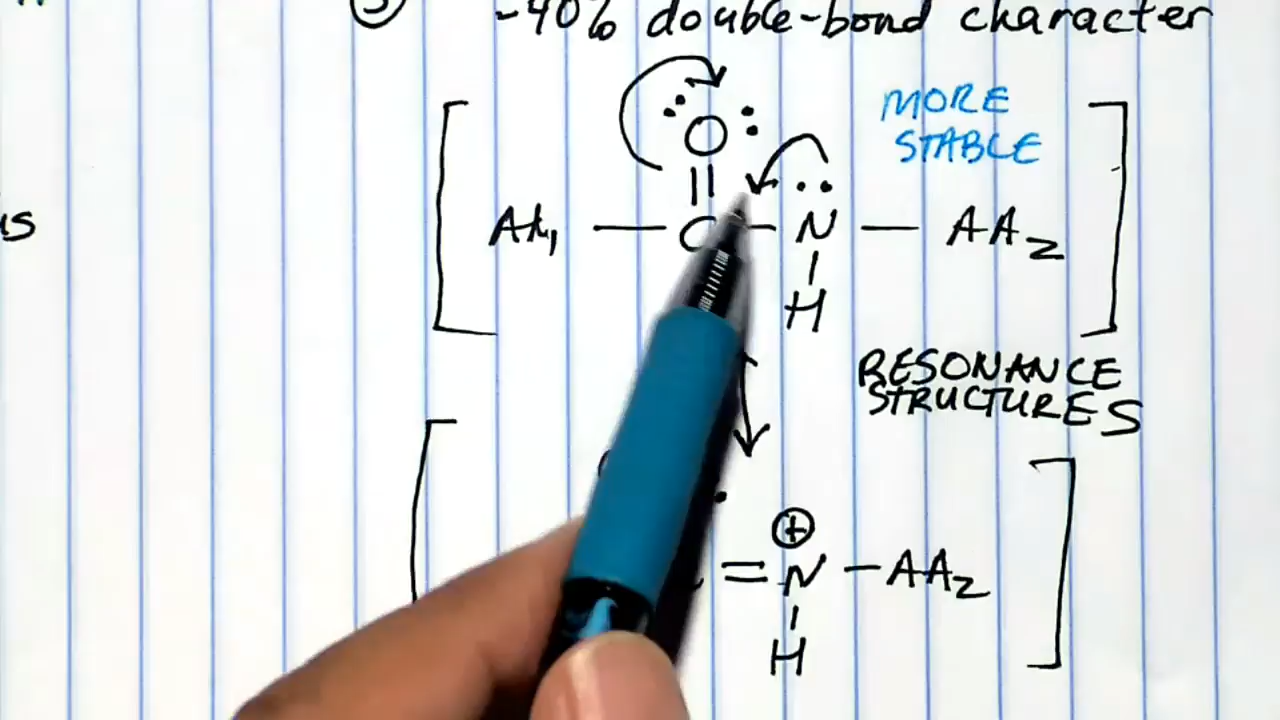 -40% double-bond character
MORE
STABLE
O
AA₁ — C — N — AA₂
H
RESONANCE
STRUCTURES
⊕
= N — AA₂
H